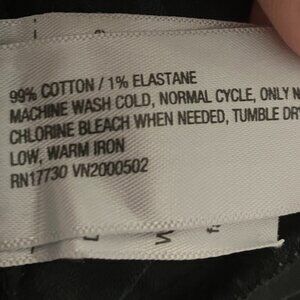 99% COTTON / 1% ELASTANE
MACHINE WASH COLD, NORMAL CYCLE, ONLY N
CHLORINE BLEACH WHEN NEEDED, TUMBLE DRY
LOW, WARM IRON
RN17730 VN2000502